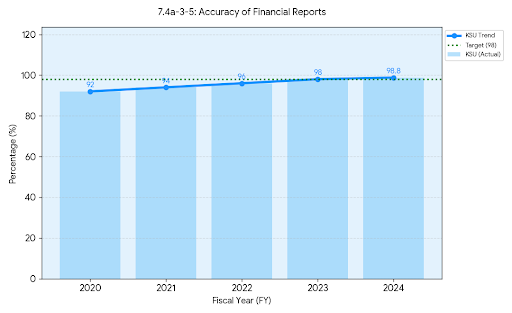 7.4a-3-5: Accuracy of Financial Reports
KSU Trend
Target (98)
KSU (Actual)
120
100
80
60
40
20
0
Percentage (%)
92
94
96
98
98.8
2020 2021 2022 2023 2024
Fiscal Year (FY)